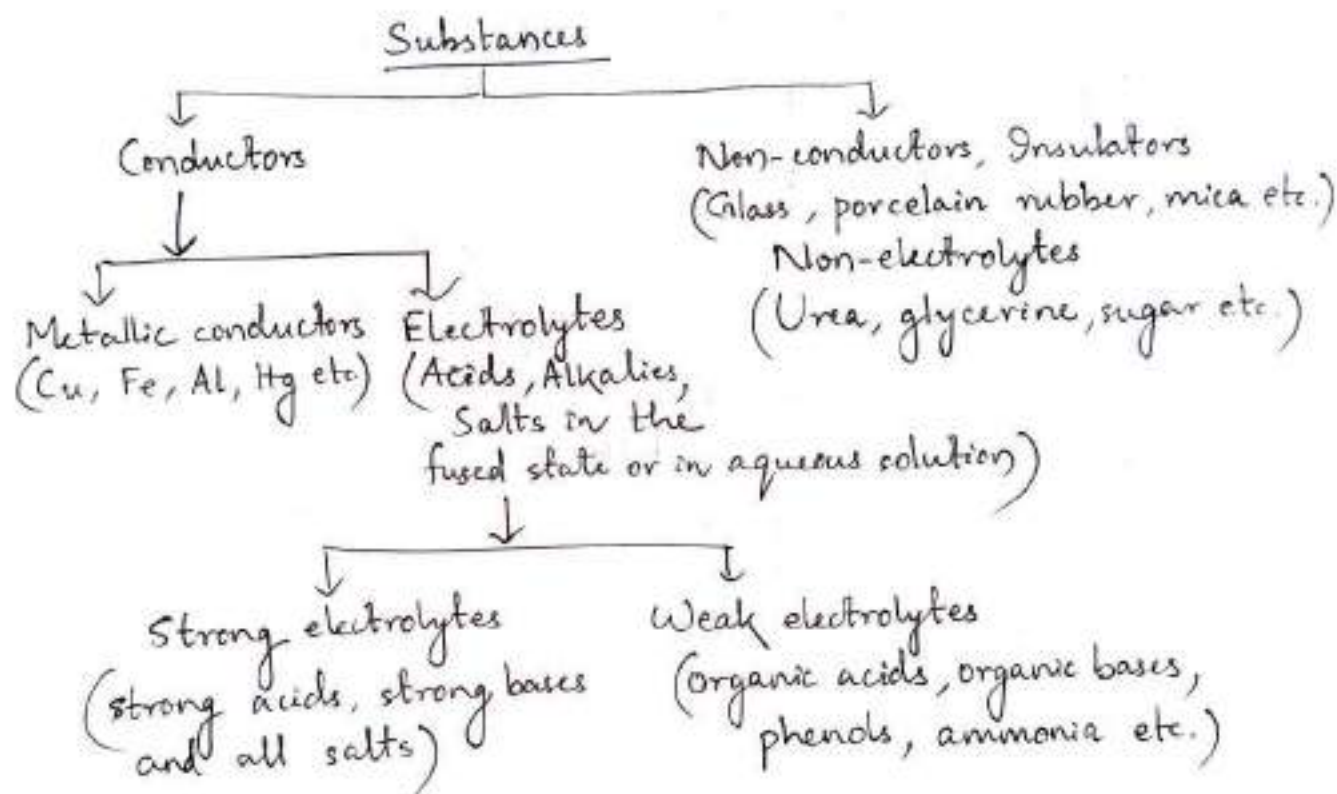 Substances
Conductors
Non-conductors, Insulators
(Glass, porcelain rubber, mica etc.)
Non-electrolytes
(Urea, glycerine, sugar etc.)
Metallic conductors
(Cu, Fe, Al, Hg etc)
Electrolytes
(Acids, Alkalies,
Salts in the
fused state or in aqueous solution)
Strong electrolytes
(strong acids, strong bases
and all salts)
Weak electrolytes
(organic acids, organic bases,
phenols, ammonia etc.)